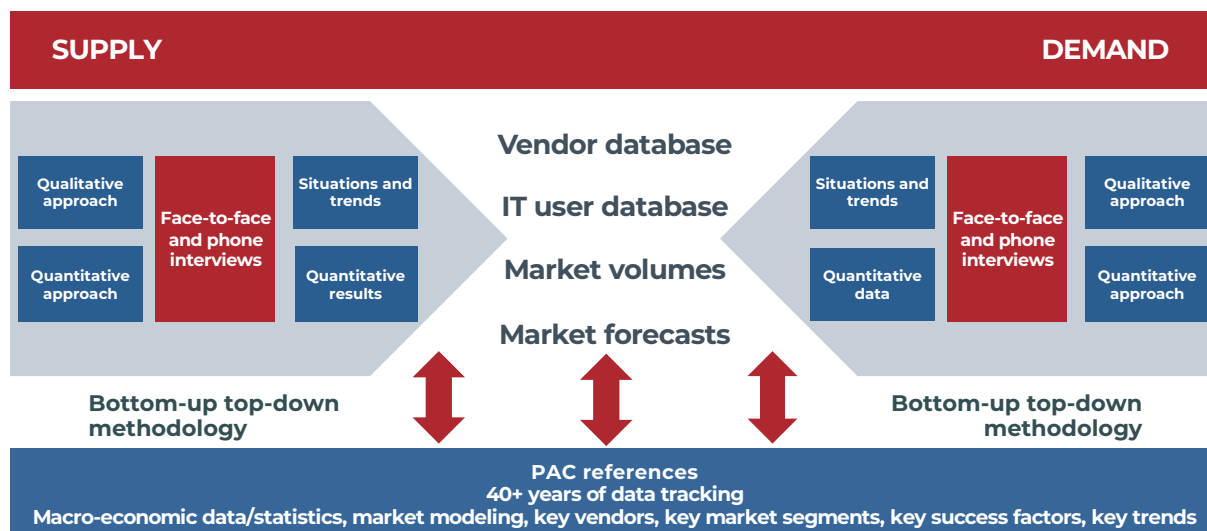 SUPPLY
DEMAND
Qualitative
approach
Quantitative
approach
Face-to-face
and phone
interviews
Situations and
trends
Quantitative
results
Vendor database
IT user database
Market volumes
Market forecasts
Situations and
trends
Quantitative
data
Face-to-face
and phone
interviews
Qualitative
approach
Quantitative
approach
Bottom-up top-down
methodology
Bottom-up top-down
methodology
PAC references
40+ years of data tracking
Macro-economic data/statistics, market modeling, key vendors, key market segments, key success factors, key trends